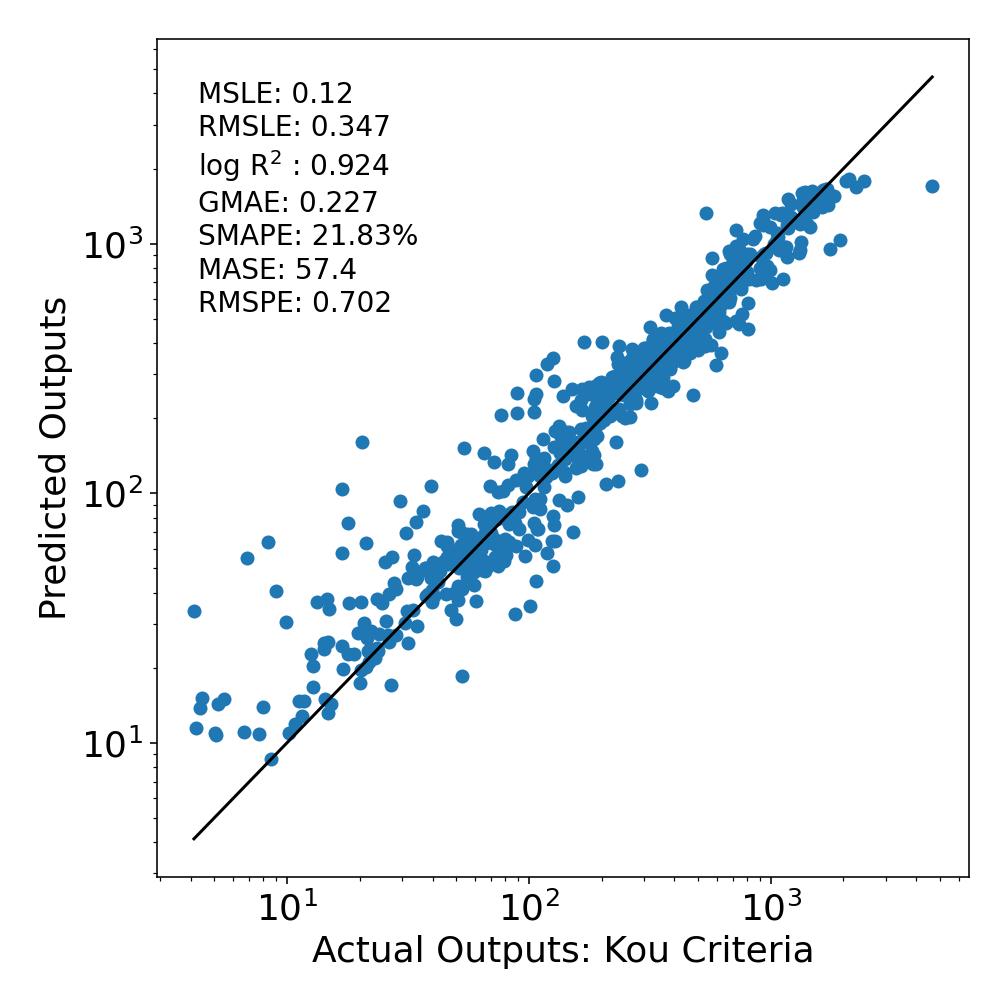 MSLE: 0.12
RMSLE: 0.347
log R² : 0.924
GMAE: 0.227
SMAPE: 21.83%
MASE: 57.4
RMSPE: 0.702
10³
10²
10¹
Predicted Outputs
10¹ 10² 10³
Actual Outputs: Kou Criteria